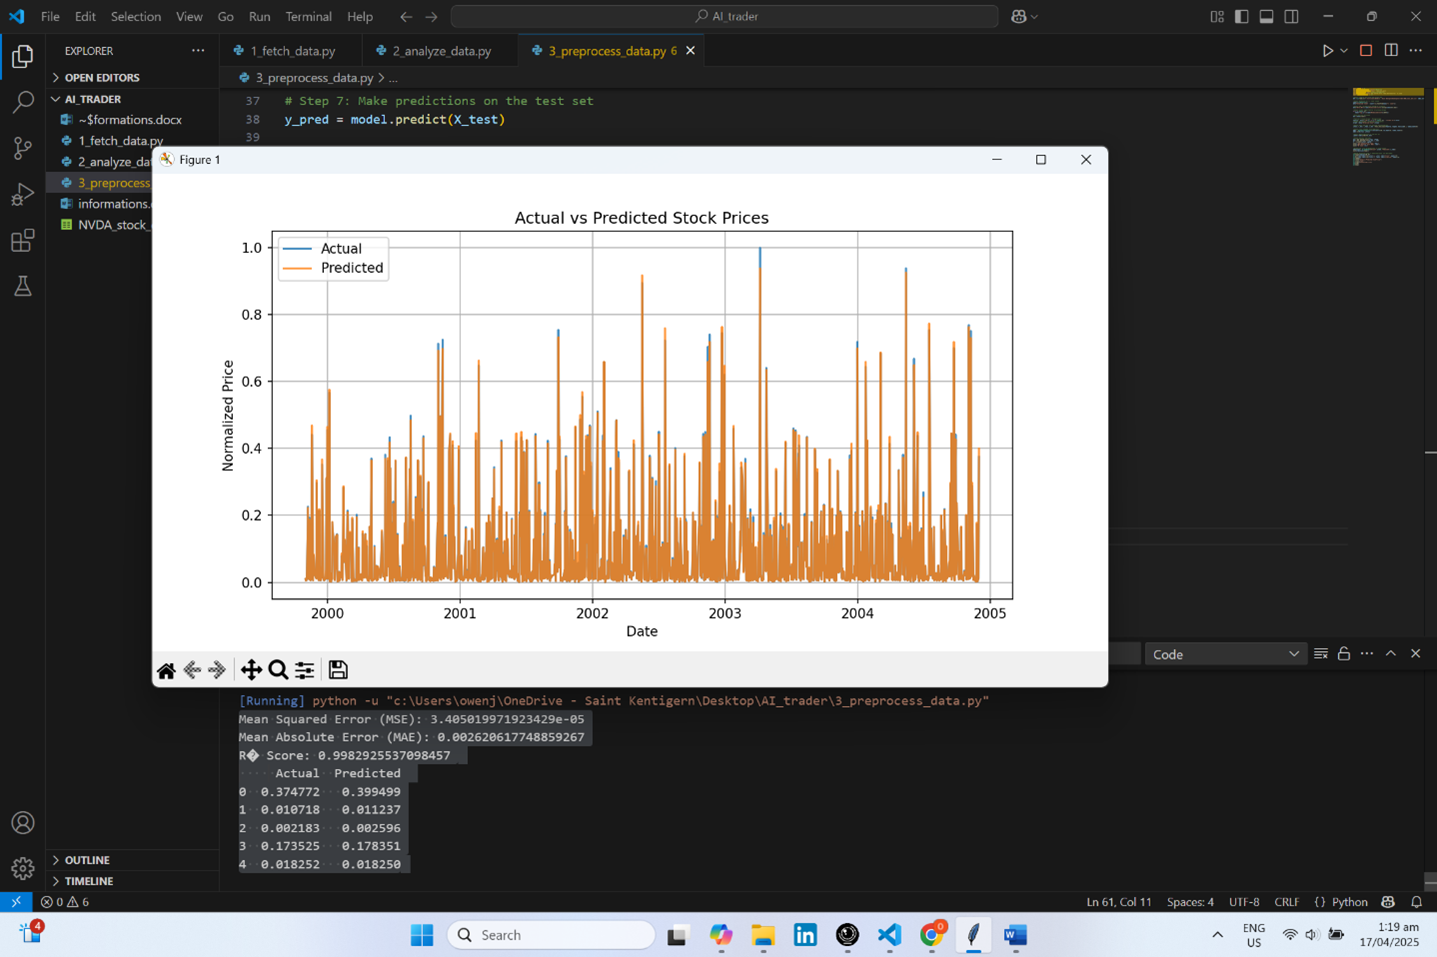 File Edit Selection View Go Run Terminal Help
AI_trader
EXPLORER
1_fetch_data.py
2_analyze_data.py
3_preprocess_data.py 6
OPEN EDITORS
3_preprocess_data.py > ...
AI_TRADER
~$formations.docx
1_fetch_data.py
2_analyze_dat
3_preprocess
informations.
NVDA_stock_
37 # Step 7: Make predictions on the test set
38 y_pred = model.predict(X_test)
39
Figure 1
Actual vs Predicted Stock Prices
Actual
Predicted
1.0
0.8
0.6
0.4
0.2
0.0
Normalized Price
2000 2001 2002 2003 2004 2005
Date
Code
[Running] python -u "c:\Users\owenj\OneDrive - Saint Kentigern\Desktop\AI_trader\3_preprocess_data.py"
Mean Squared Error (MSE): 3.405019971923429e-05
Mean Absolute Error (MAE): 0.002620617748859267
R� Score: 0.9982925537098457
Actual Predicted
0 0.374772 0.399499
1 0.010718 0.011237
2 0.002183 0.002596
3 0.173525 0.178351
4 0.018252 0.018250
OUTLINE
TIMELINE
0 6
Ln 61, Col 11 Spaces: 4 UTF-8 CRLF {} Python
4
Search
0
ENG
US
1:19 am
17/04/2025